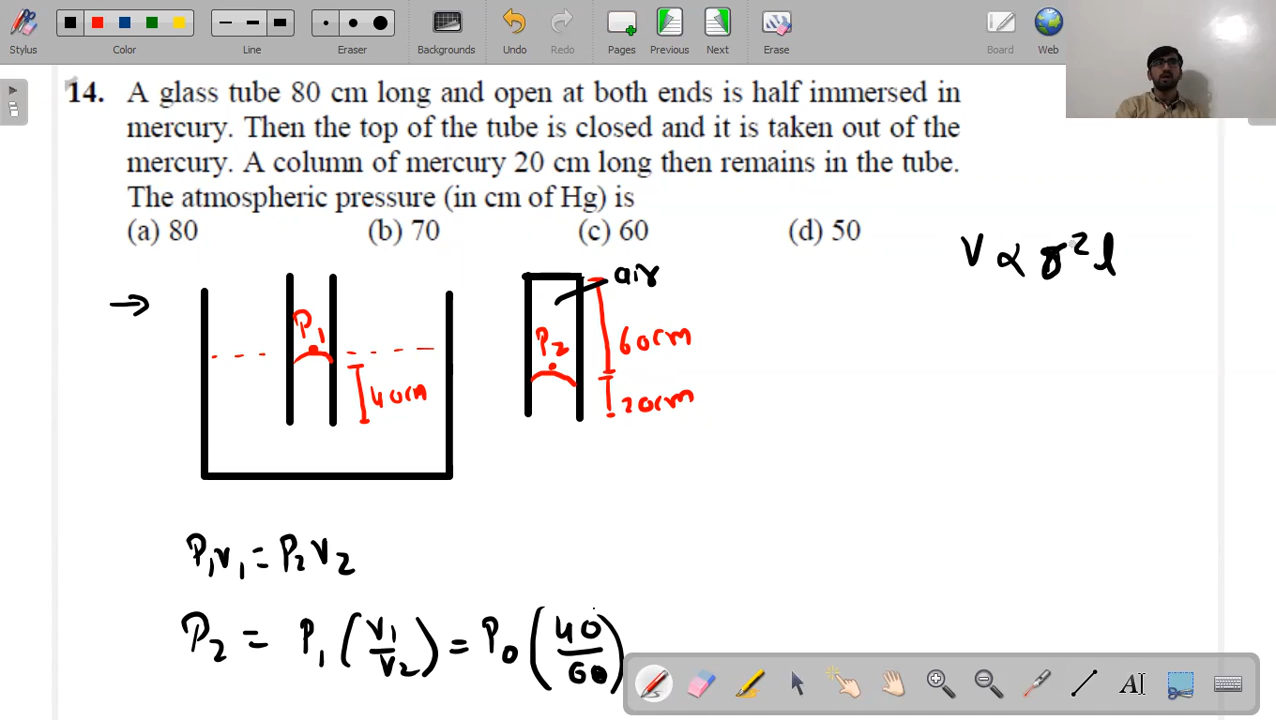 Stylus Color Line Eraser Backgrounds Undo Redo Pages Previous Next Erase Board Web
14. A glass tube 80 cm long and open at both ends is half immersed in
mercury. Then the top of the tube is closed and it is taken out of the
mercury. A column of mercury 20 cm long then remains in the tube.
The atmospheric pressure (in cm of Hg) is
(a) 80 (b) 70 (c) 60 (d) 50
V ∝ r² l
air
P₁
P₂
60cm
40cm
20cm
P₁V₁ = P₂V₂
P₂ = P₁ (V₁/V₂) = P₀ (40/60)